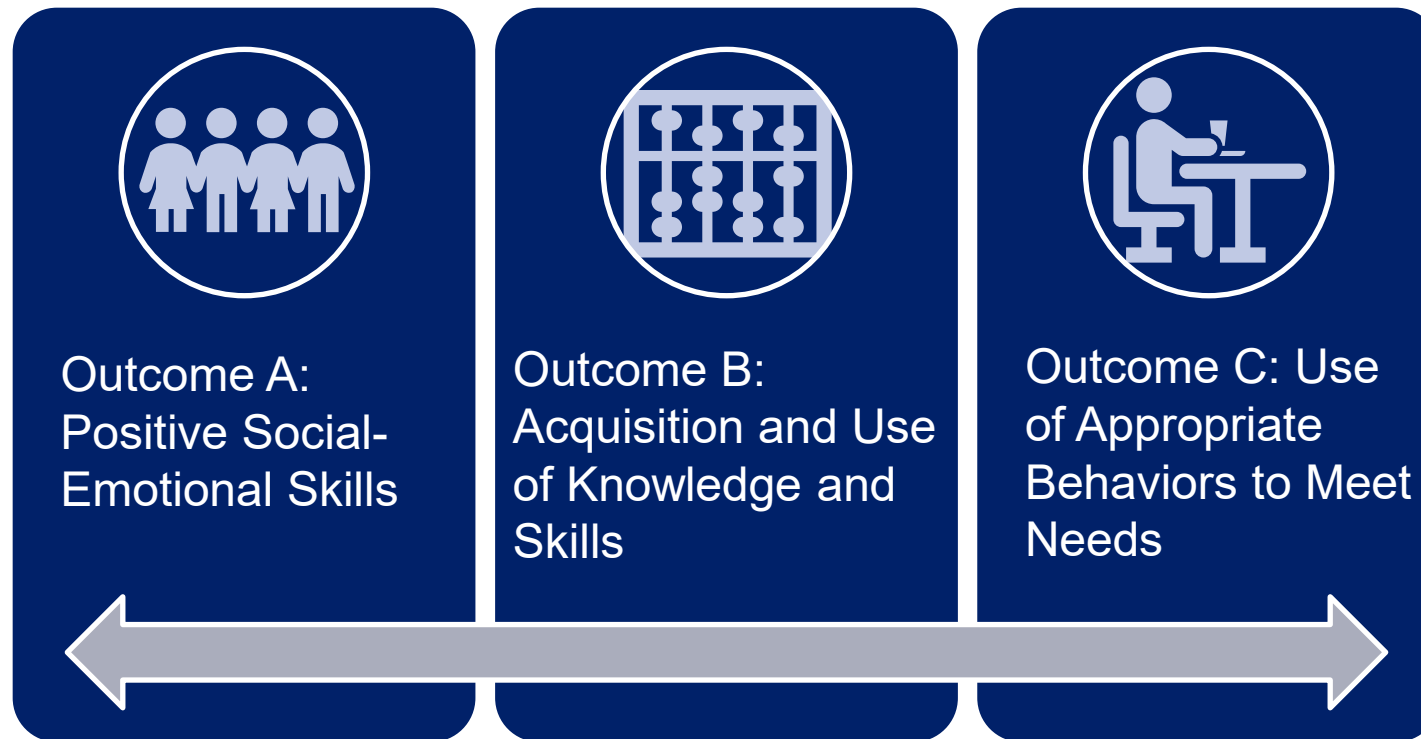 Outcome A:
Positive Social-
Emotional Skills
Outcome B:
Acquisition and Use
of Knowledge and
Skills
Outcome C: Use
of Appropriate
Behaviors to Meet
Needs